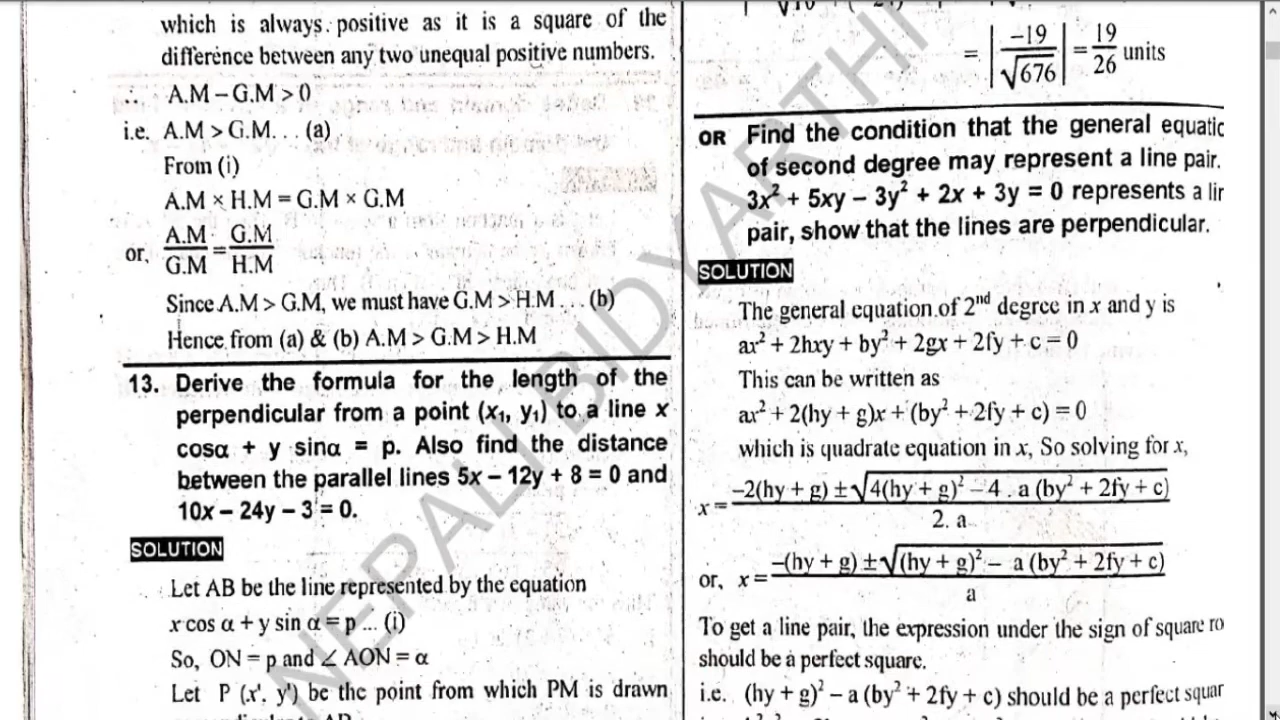 which is always positive as it is a square of the
difference between any two unequal positive numbers.
∴ A.M – G.M > 0
i.e. A.M > G.M. . . (a)
From (i)
A.M × H.M = G.M × G.M
or, A.M / G.M = G.M / H.M
Since A.M > G.M, we must have G.M > H.M . . . (b)
Hence from (a) & (b) A.M > G.M > H.M
13. Derive the formula for the length of the
perpendicular from a point (x₁, y₁) to a line x
cosα + y sinα = p. Also find the distance
between the parallel lines 5x – 12y + 8 = 0 and
10x – 24y – 3 = 0.
SOLUTION
Let AB be the line represented by the equation
x cos α + y sin α = p ... (i)
So, ON = p and ∠ AON = α
Let P (x', y') be the point from which PM is drawn
= | –19 / √676 | = 19 / 26 units
OR Find the condition that the general equatic
of second degree may represent a line pair.
3x² + 5xy – 3y² + 2x + 3y = 0 represents a lir
pair, show that the lines are perpendicular.
SOLUTION
The general equation of 2nd degree in x and y is
ax² + 2hxy + by² + 2gx + 2fy + c = 0
This can be written as
ax² + 2(hy + g)x + (by² + 2fy + c) = 0
which is quadrate equation in x, So solving for x,
x = –2(hy + g) ± √4(hy + g)² – 4 . a (by² + 2fy + c) / 2. a
or, x = –(hy + g) ± √(hy + g)² – a (by² + 2fy + c) / a
To get a line pair, the expression under the sign of square ro
should be a perfect square.
i.e. (hy + g)² – a (by² + 2fy + c) should be a perfect squar
NEPALI BIDYARTHI